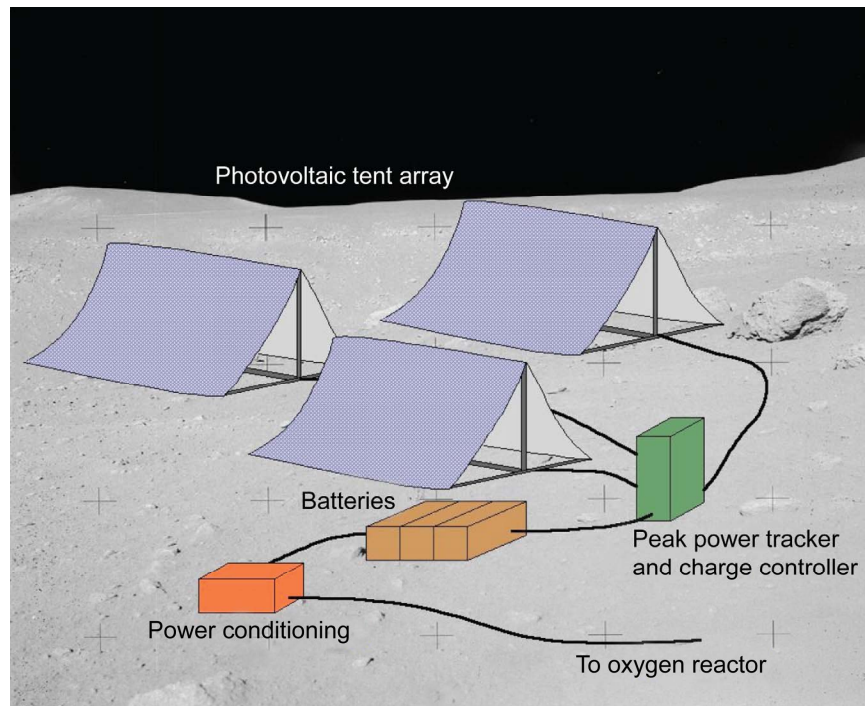 Photovoltaic tent array
Batteries
Peak power tracker
and charge controller
Power conditioning
To oxygen reactor